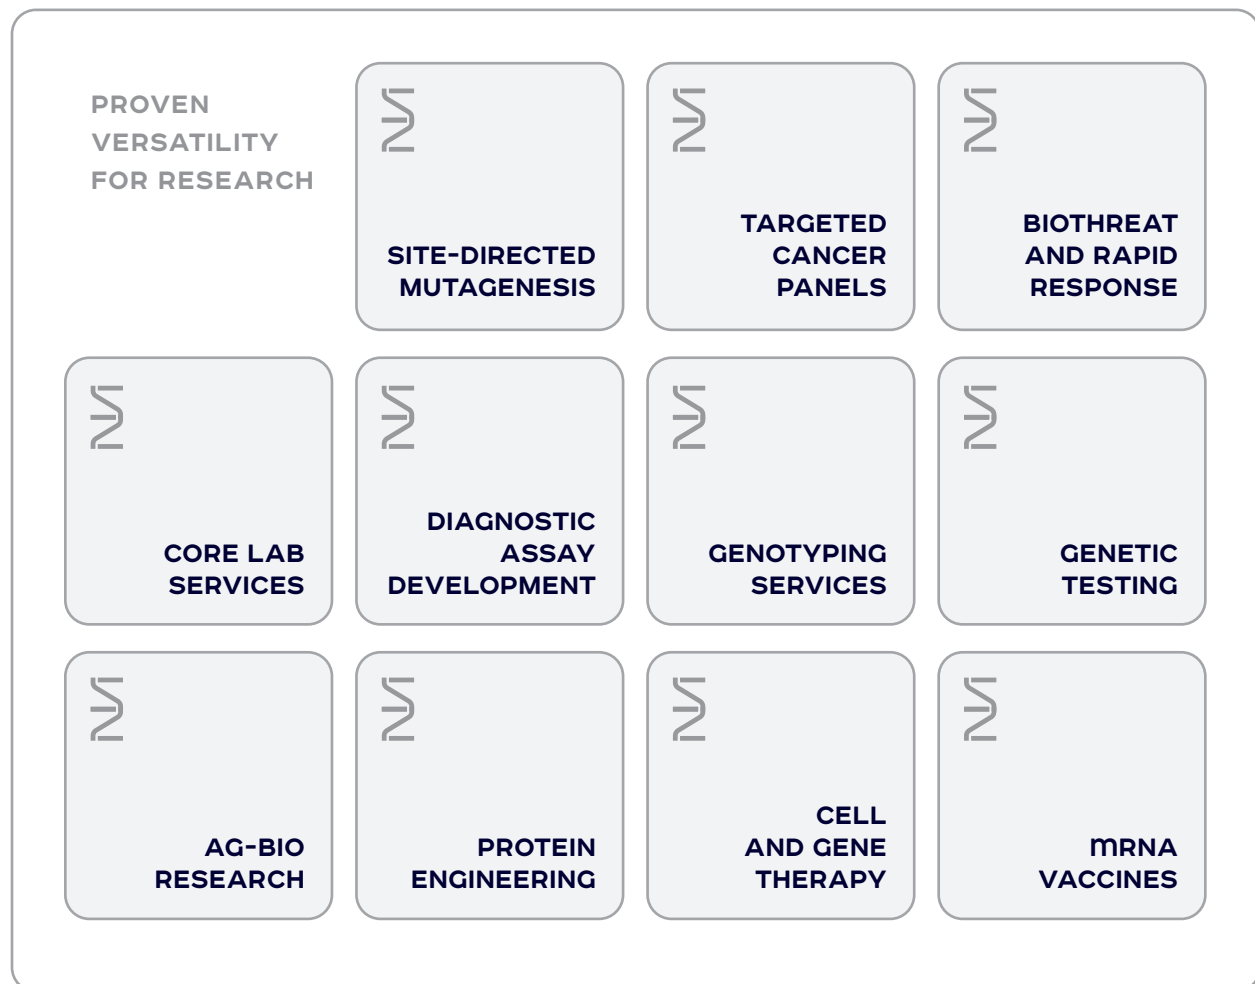 PROVEN
VERSATILITY
FOR RESEARCH
SITE-DIRECTED
MUTAGENESIS
TARGETED
CANCER
PANELS
BIOTHREAT
AND RAPID
RESPONSE
CORE LAB
SERVICES
DIAGNOSTIC
ASSAY
DEVELOPMENT
GENOTYPING
SERVICES
GENETIC
TESTING
AG-BIO
RESEARCH
PROTEIN
ENGINEERING
CELL
AND GENE
THERAPY
mRNA
VACCINES